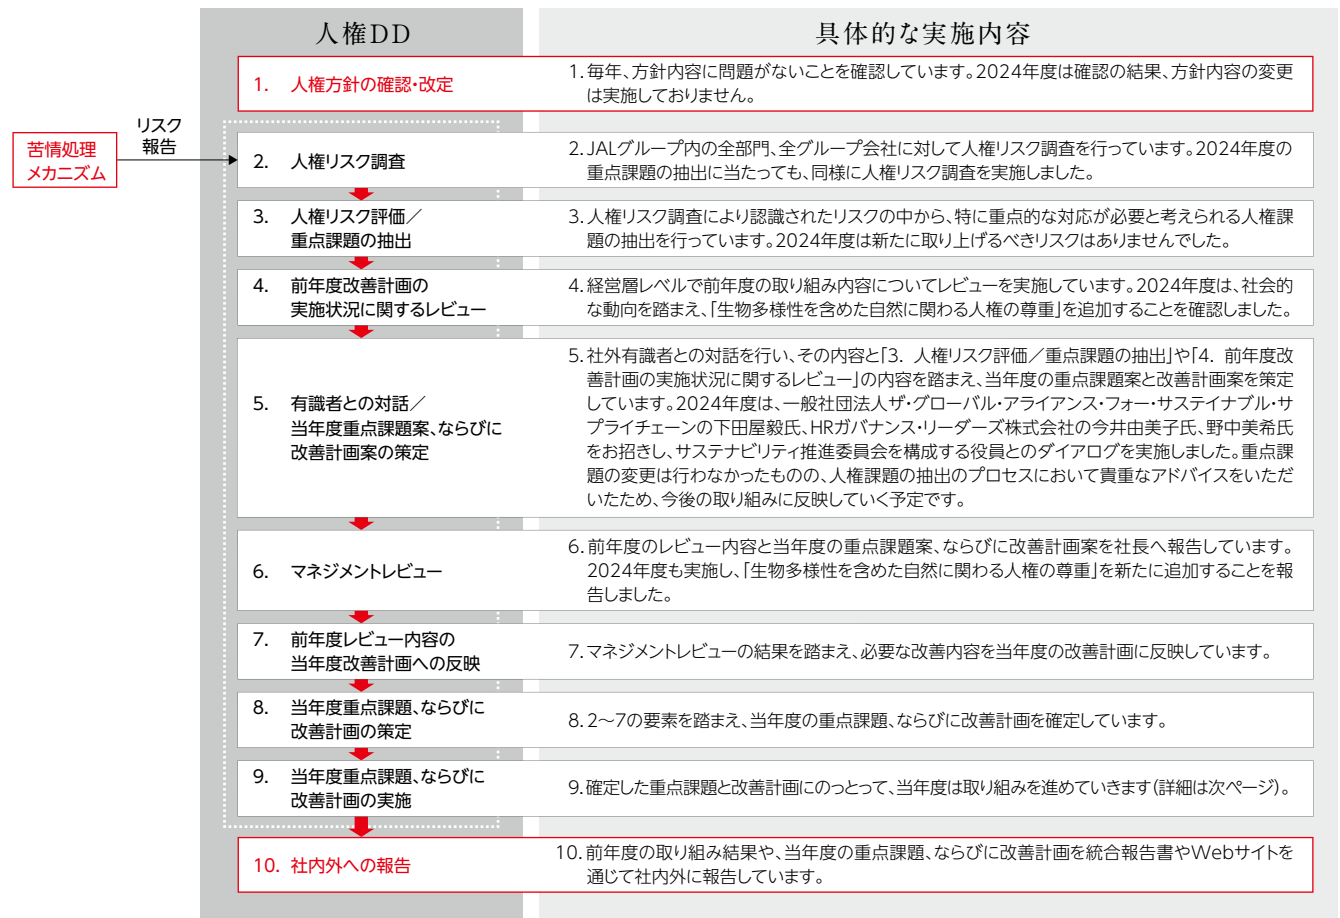 人権DD
具体的な実施内容
1. 人権方針の確認・改定
1. 毎年、方針内容に問題がないことを確認しています。2024年度は確認の結果、方針内容の変更
は実施しておりません。
苦情処理
メカニズム
リスク
報告
2. 人権リスク調査
2. JALグループ内の全部門、全グループ会社に対して人権リスク調査を行っています。2024年度の
重点課題の抽出に当たっても、同様に人権リスク調査を実施しました。
3. 人権リスク評価／
重点課題の抽出
3. 人権リスク調査により認識されたリスクの中から、特に重点的な対応が必要と考えられる人権課
題の抽出を行っています。2024年度は新たに取り上げるべきリスクはありませんでした。
4. 前年度改善計画の
実施状況に関するレビュー
4. 経営層レベルで前年度の取り組み内容についてレビューを実施しています。2024年度は、社会的
な動向を踏まえ、「生物多様性を含めた自然に関わる人権の尊重」を追加することを確認しました。
5. 有識者との対話／
当年度重点課題案、ならびに
改善計画案の策定
5. 社外有識者との対話を行い、その内容と「3. 人権リスク評価／重点課題の抽出」や「4. 前年度改
善計画の実施状況に関するレビュー」の内容を踏まえ、当年度の重点課題案と改善計画案を策定
しています。2024年度は、一般社団法人ザ・グローバル・アライアンス・フォー・サステイナブル・サ
プライチェーンの下田屋毅氏、HRガバナンス・リーダーズ株式会社の今井由美子氏、野中美希氏
をお招きし、サステナビリティ推進委員会を構成する役員とのダイアログを実施しました。重点課
題の変更は行わなかったものの、人権課題の抽出のプロセスにおいて貴重なアドバイスをいただ
いたため、今後の取り組みに反映していく予定です。
6. マネジメントレビュー
6. 前年度のレビュー内容と当年度の重点課題案、ならびに改善計画案を社長へ報告しています。
2024年度も実施し、「生物多様性を含めた自然に関わる人権の尊重」を新たに追加することを報
告しました。
7. 前年度レビュー内容の
当年度改善計画への反映
7. マネジメントレビューの結果を踏まえ、必要な改善内容を当年度の改善計画に反映しています。
8. 当年度重点課題、ならびに
改善計画の策定
8. 2〜7の要素を踏まえ、当年度の重点課題、ならびに改善計画を確定しています。
9. 当年度重点課題、ならびに
改善計画の実施
9. 確定した重点課題と改善計画にのっとって、当年度は取り組みを進めていきます（詳細は次ページ）。
10. 社内外への報告
10. 前年度の取り組み結果や、当年度の重点課題、ならびに改善計画を統合報告書やWebサイトを
通じて社内外に報告しています。